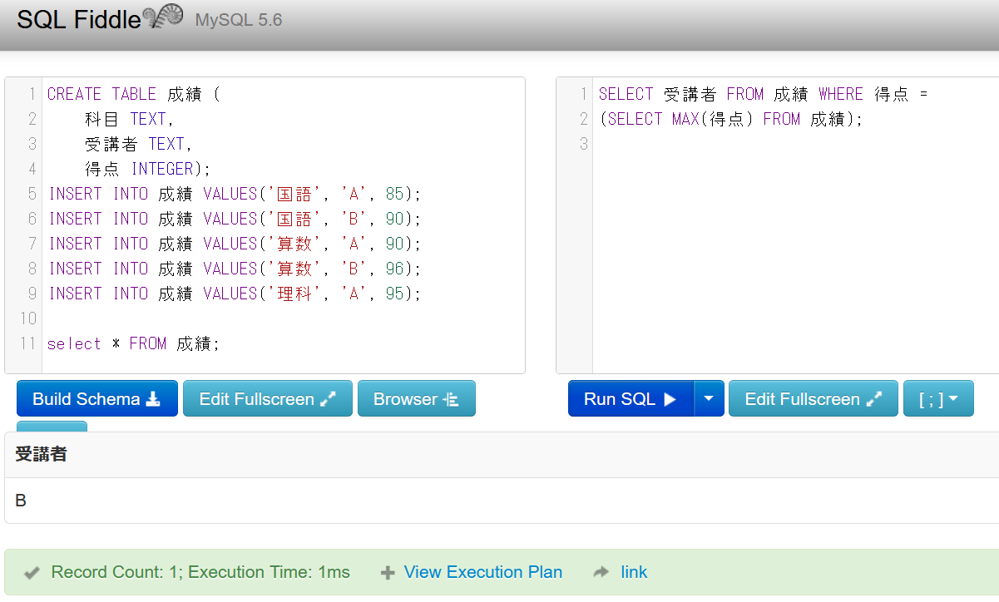 SQL Fiddle MySQL 5.6
1 CREATE TABLE 成績 (
2 科目 TEXT,
3 受講者 TEXT,
4 得点 INTEGER);
5 INSERT INTO 成績 VALUES('国語', 'A', 85);
6 INSERT INTO 成績 VALUES('国語', 'B', 90);
7 INSERT INTO 成績 VALUES('算数', 'A', 90);
8 INSERT INTO 成績 VALUES('算数', 'B', 96);
9 INSERT INTO 成績 VALUES('理科', 'A', 95);
10
11 select * FROM 成績;
1 SELECT 受講者 FROM 成績 WHERE 得点 =
2 (SELECT MAX(得点) FROM 成績);
3
Build Schema Edit Fullscreen Browser
Run SQL Edit Fullscreen [ ; ]
受講者
B
Record Count: 1; Execution Time: 1ms View Execution Plan link